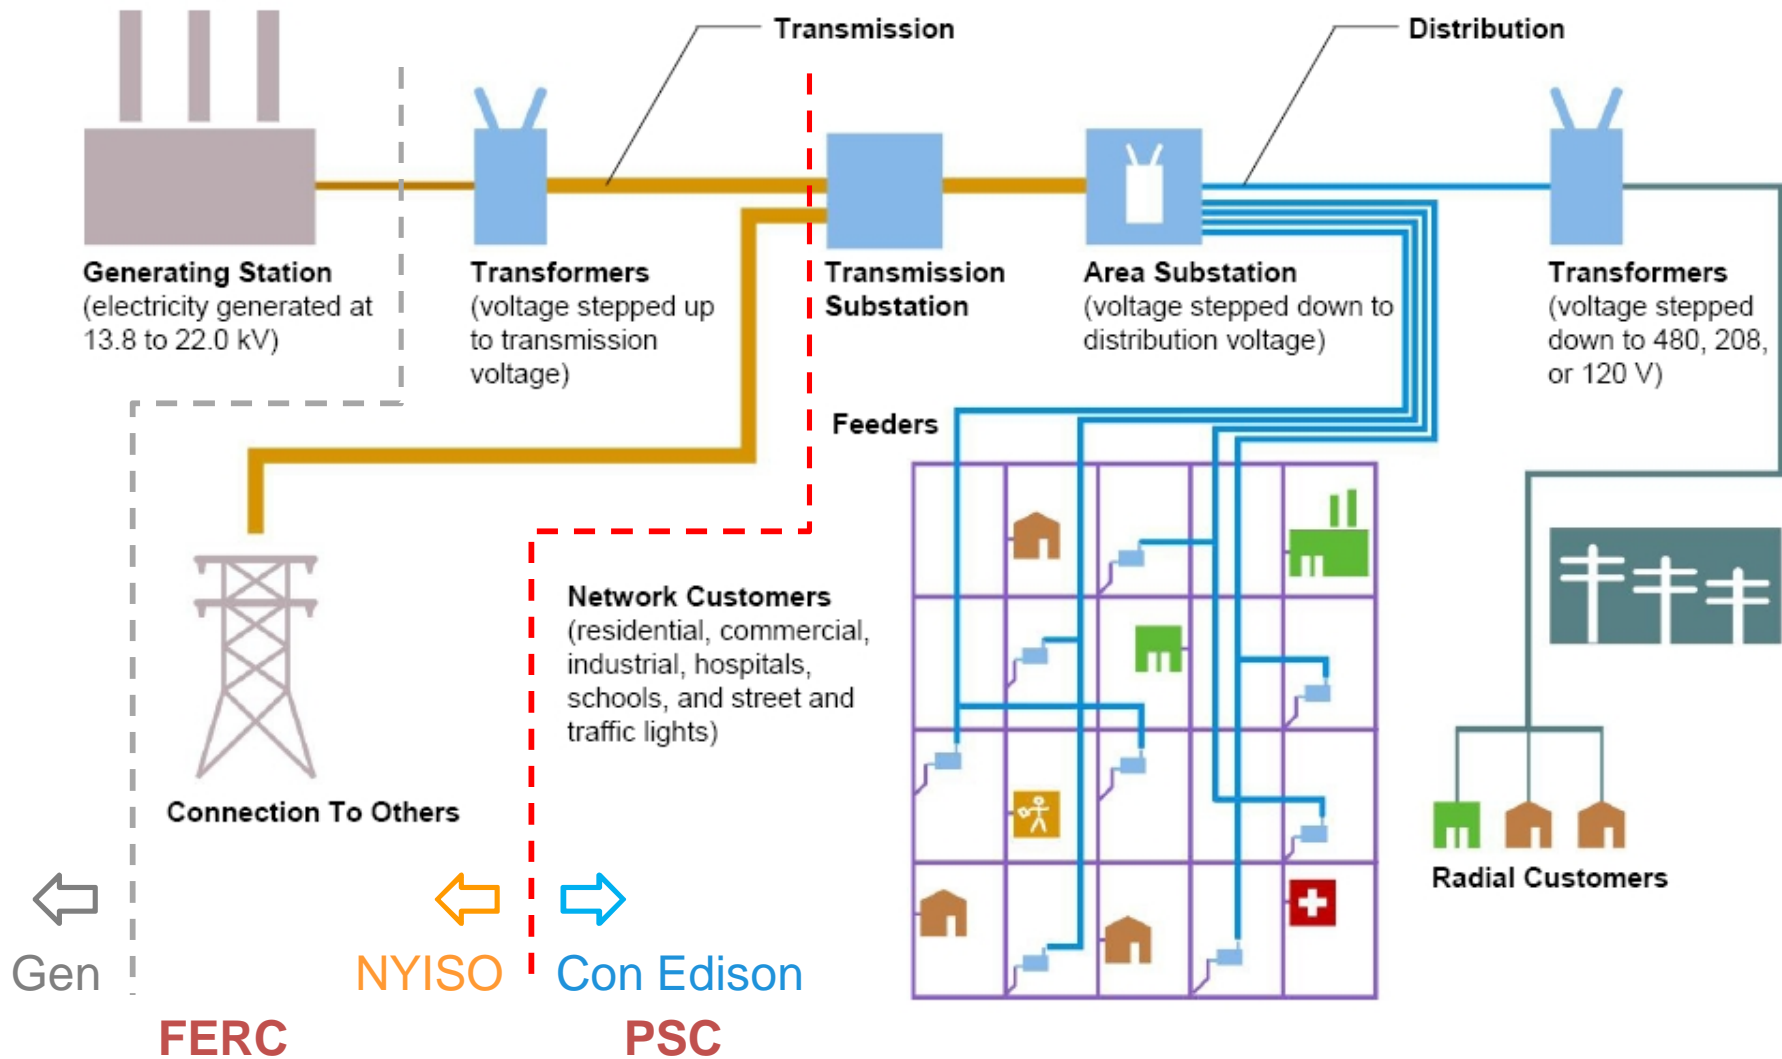 Transmission
Distribution
Generating Station
(electricity generated at
13.8 to 22.0 kV)
Transformers
(voltage stepped up
to transmission
voltage)
Transmission
Substation
Area Substation
(voltage stepped down to
distribution voltage)
Transformers
(voltage stepped
down to 480, 208,
or 120 V)
Feeders
Network Customers
(residential, commercial,
industrial, hospitals,
schools, and street and
traffic lights)
Connection To Others
Radial Customers
Gen
NYISO
Con Edison
FERC
PSC